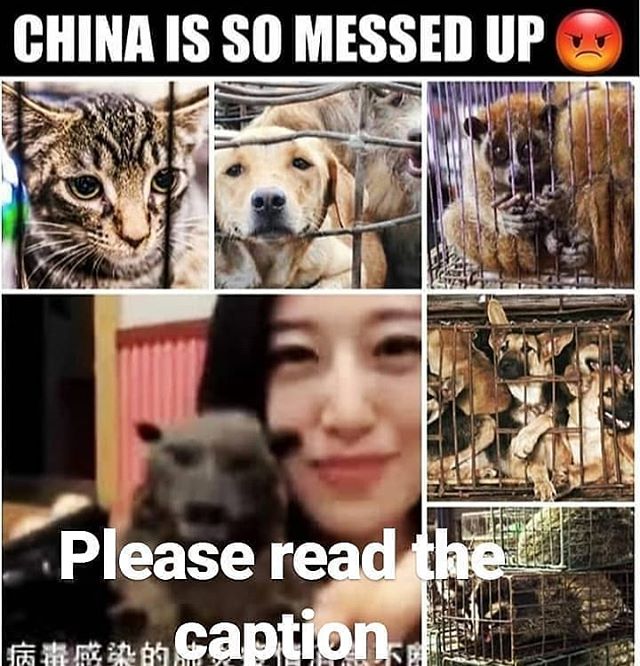 CHINA IS SO MESSED UP
Please read the
caption
病毒感染的